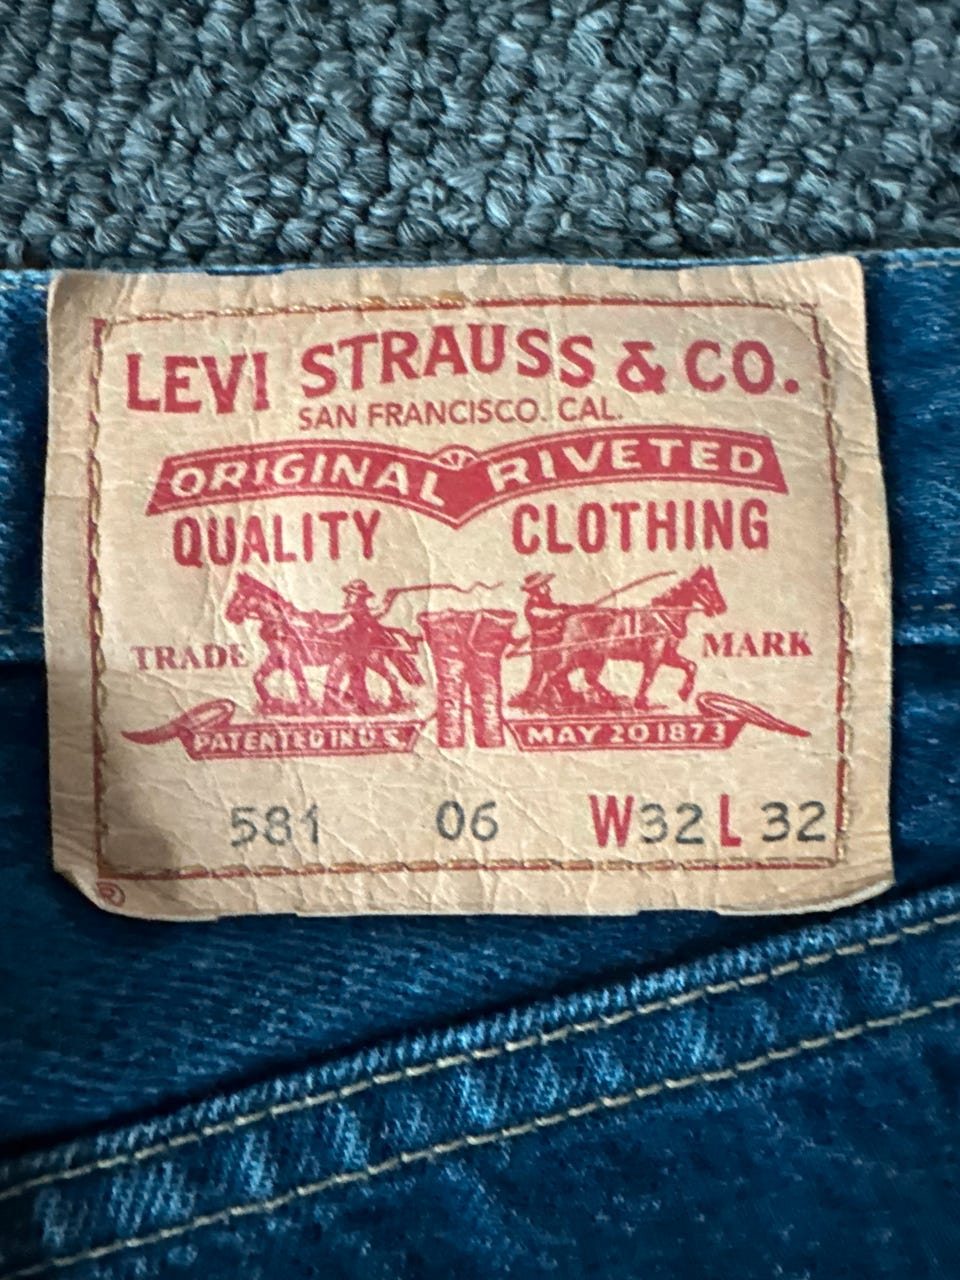 LEVI STRAUSS & CO.
SAN FRANCISCO. CAL.
ORIGINAL RIVETED
QUALITY CLOTHING
TRADE MARK
PATENTED IN U.S. MAY 20 1873
581 06 W32 L 32
®